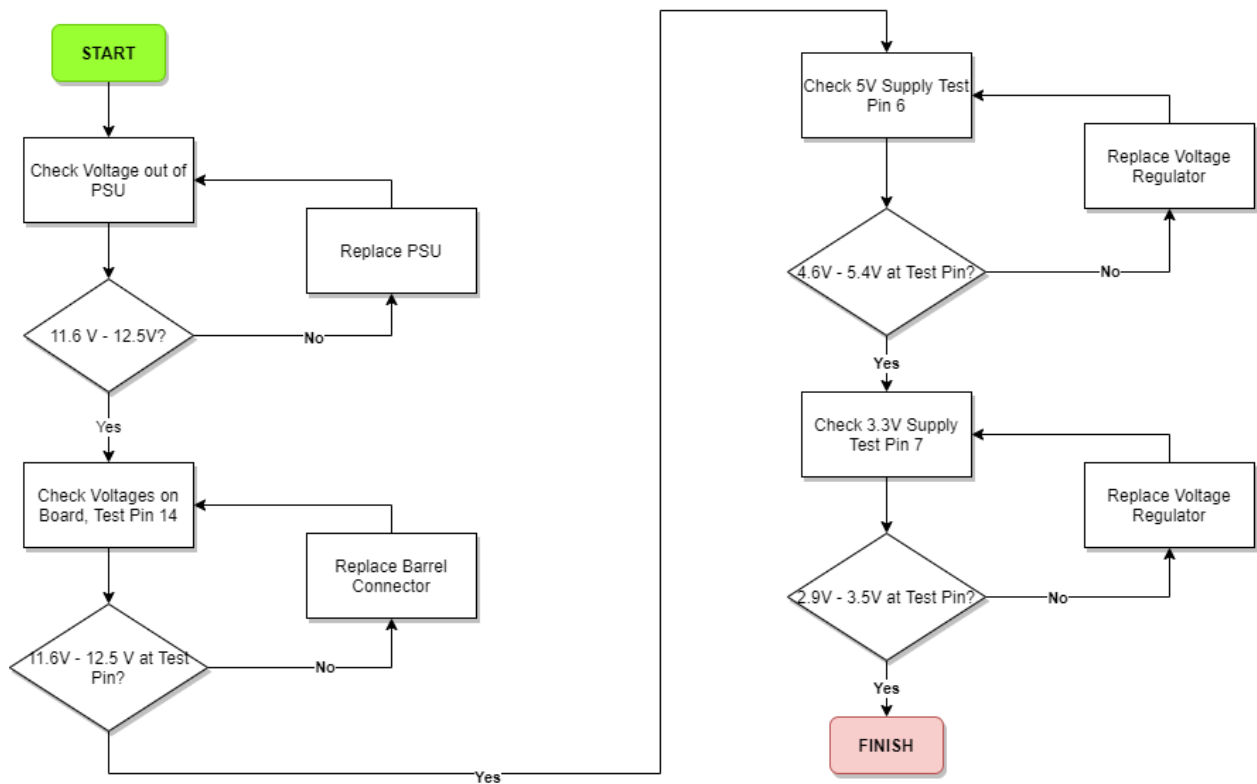 START
Check Voltage out of
PSU
Replace PSU
11.6 V - 12.5V?
No
Yes
Check Voltages on
Board, Test Pin 14
Replace Barrel
Connector
11.6V - 12.5 V at Test
Pin?
No
Yes
Check 5V Supply Test
Pin 6
Replace Voltage
Regulator
4.6V - 5.4V at Test Pin?
No
Yes
Check 3.3V Supply
Test Pin 7
Replace Voltage
Regulator
2.9V - 3.5V at Test Pin?
No
Yes
FINISH